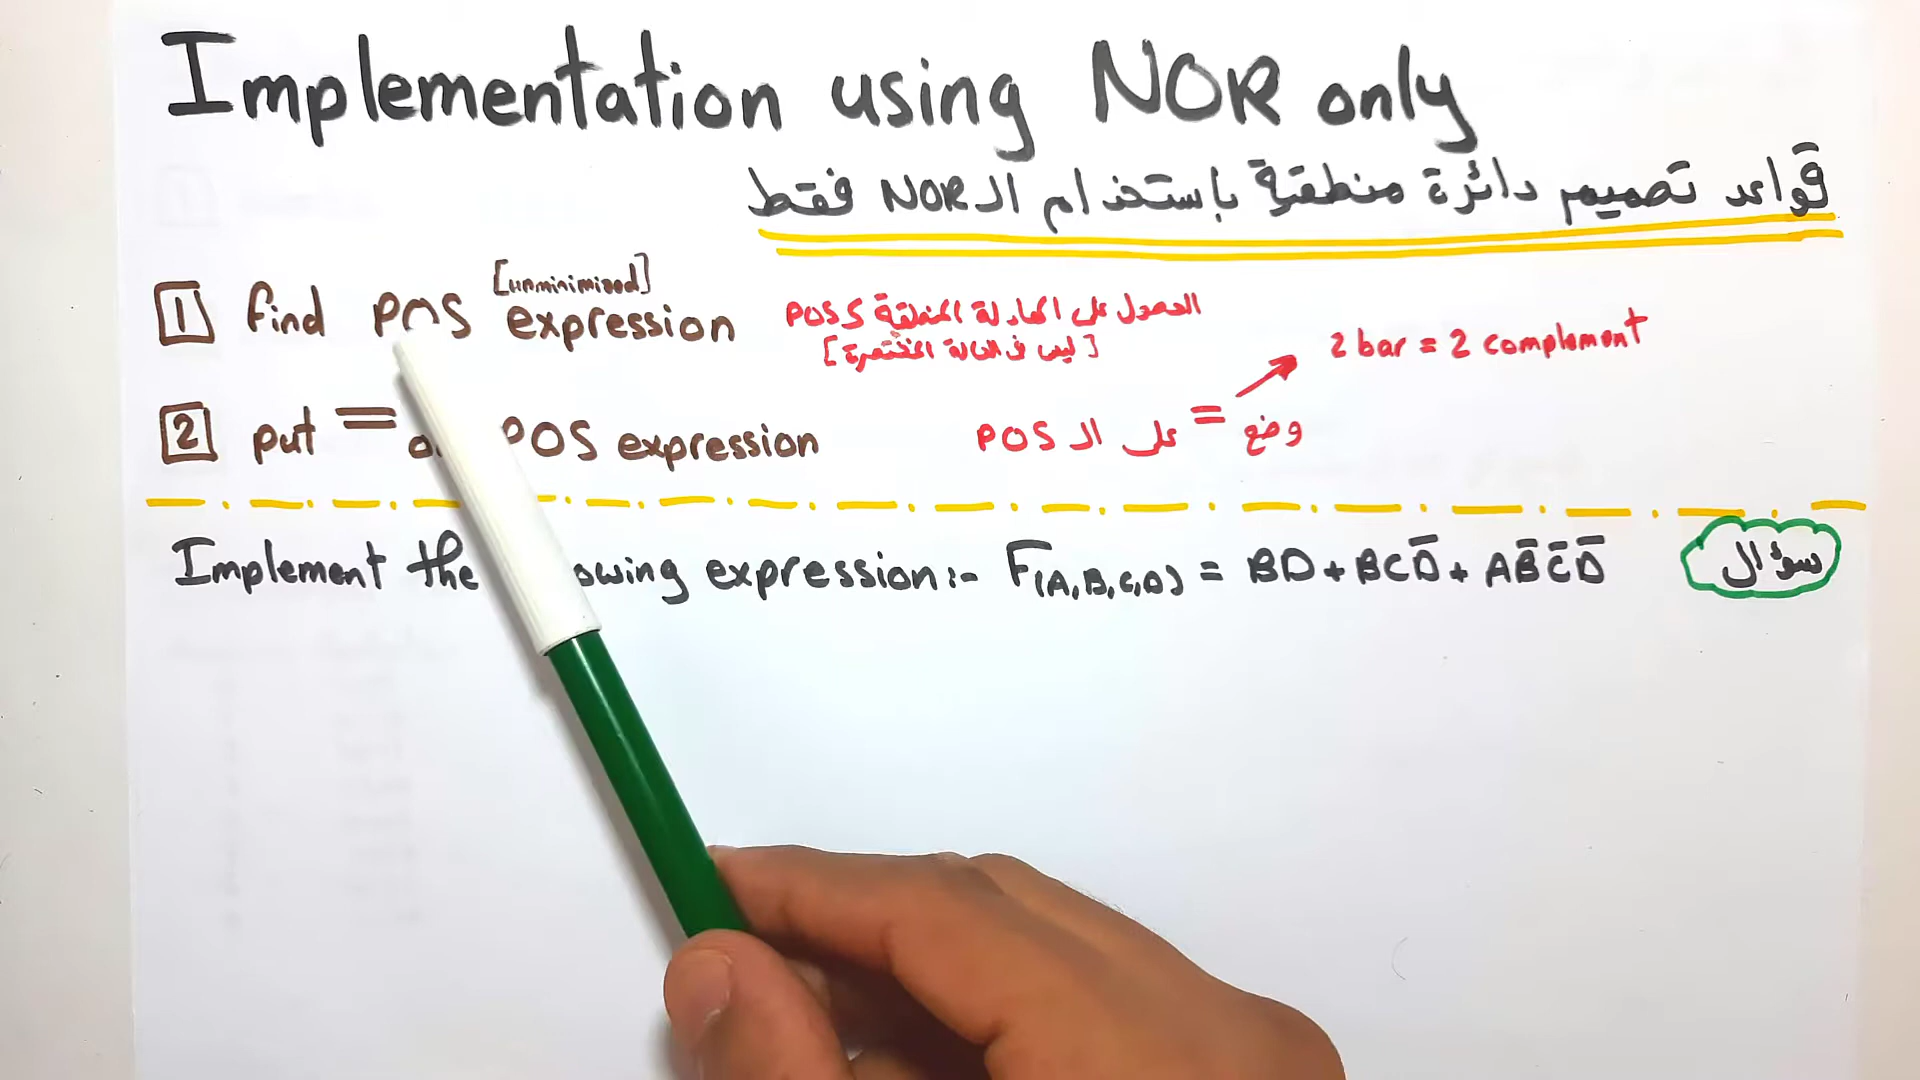 Implementation using NOR only
قواعد تصميم دائرة منطقية بإستخدام الـ NOR فقط
1 find POS [unminimized] expression
الحصول على المعادلة المنطقية كـ POS
[ليس في الحالة المختصرة]
2 bar = 2 complement
2 put = POS expression
وضع = على الـ POS
Implement the expression:- F(A,B,C,D) = BD + BCD̅ + AB̅C̅D̅
سؤال